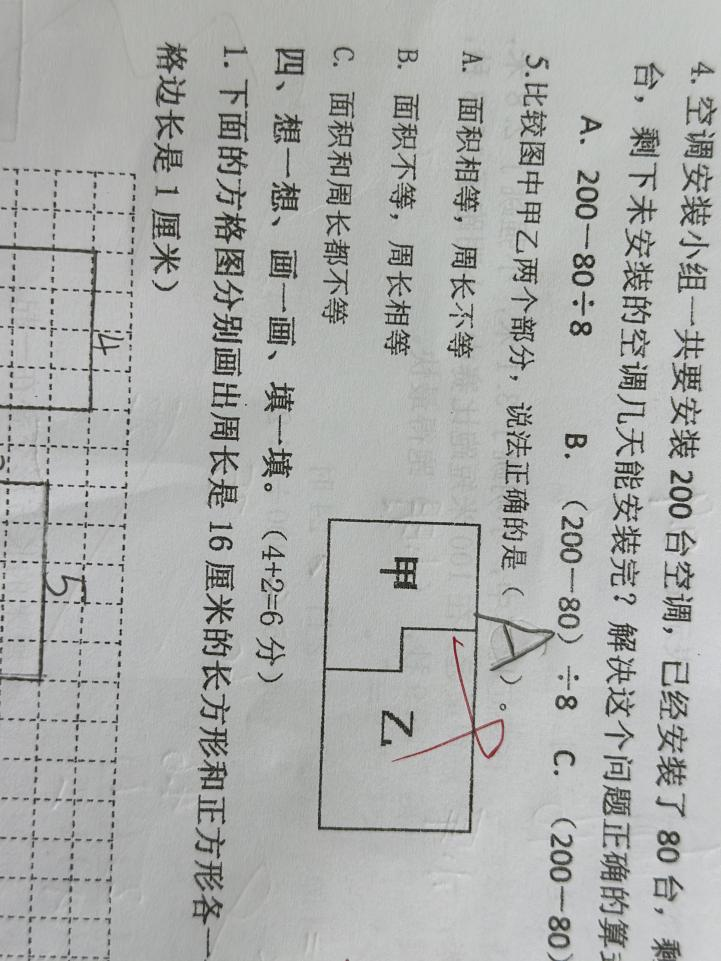 4. 空调安装小组一共要安装 200 台空调，已经安装了 80 台，剩
台，剩下未安装的空调几天能安装完？解决这个问题正确的算式
A. 200—80÷8 B. （200—80）÷8 C. （200—80）
5.比较图中甲乙两个部分，说法正确的是（ A ）。
A. 面积相等，周长不等
B. 面积不等，周长相等
C. 面积和周长都不等
甲
乙
四、想一想、画一画、填一填。（4+2=6 分）
1. 下面的方格图分别画出周长是 16 厘米的长方形和正方形各一
格边长是 1 厘米）
4
5